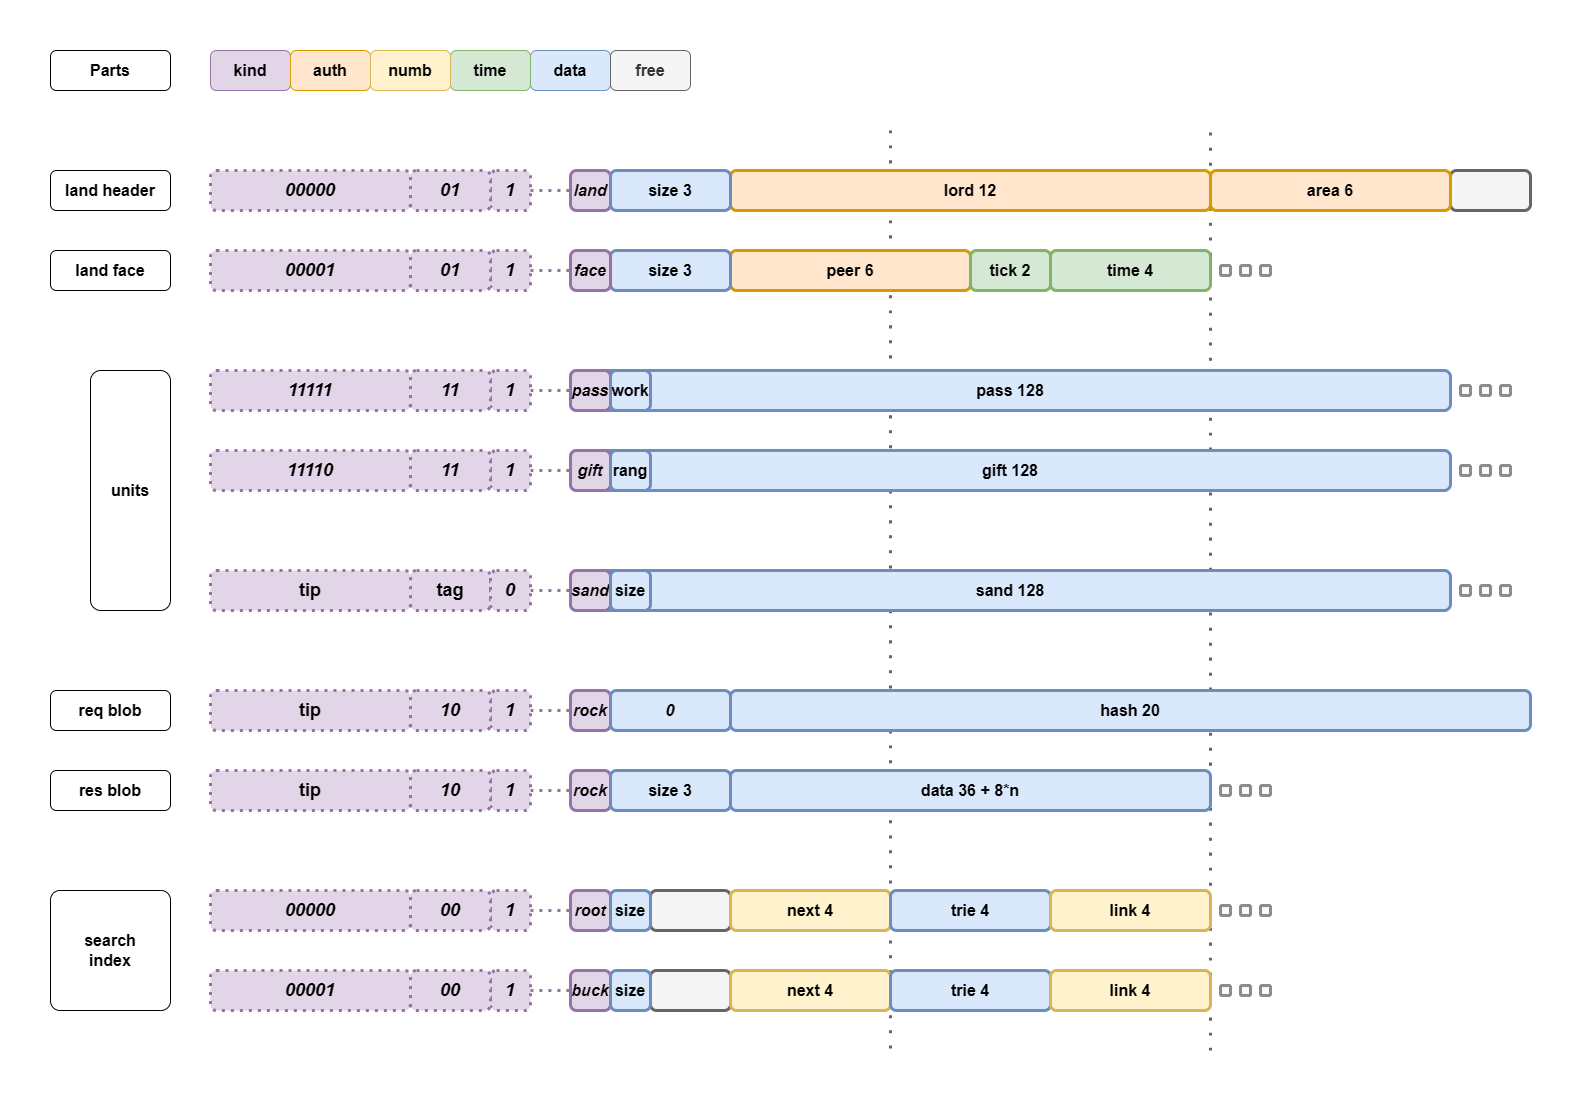 Parts kind auth numb time data free
land header 00000 01 1 land size 3 lord 12 area 6
land face 00001 01 1 face size 3 peer 6 tick 2 time 4
11111 11 1 pass work pass 128
11110 11 1 gift rang gift 128
units
tip tag 0 sand size sand 128
req blob tip 10 1 rock 0 hash 20
res blob tip 10 1 rock size 3 data 36 + 8*n
00000 00 1 root size next 4 trie 4 link 4
search
index
00001 00 1 buck size next 4 trie 4 link 4